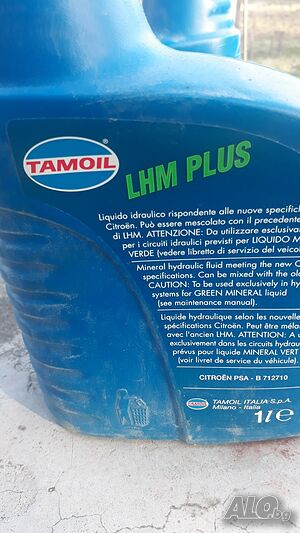 TAMOIL
LHM PLUS
Liquido idraulico rispondente alle nuove specifiche
Citroën. Può essere mescolato con il precedente
di LHM. ATTENZIONE: Da utilizzare esclusiva
per i circuiti idraulici previsti per LIQUIDO M
VERDE (vedere libretto di servizio del veicol
Mineral hydraulic fluid meeting the new C
specifications. Can be mixed with the old
CAUTION: To be used exclusively in hy
systems for GREEN MINERAL liquid
(see maintenance manual).
Liquide hydraulique selon les nouvelle
spécifications Citroën. Peut être méla
avec l'ancien LHM. ATTENTION : A u
exclusivement dans les circuits hydrau
prévus pour liquide MINERAL VERT
(voir livret de service du véhicule).
CITROËN PSA - B 712710
TAMOIL
TAMOIL ITALIA S.p.A.
Milano - Italia
1 l e
ALO.bg